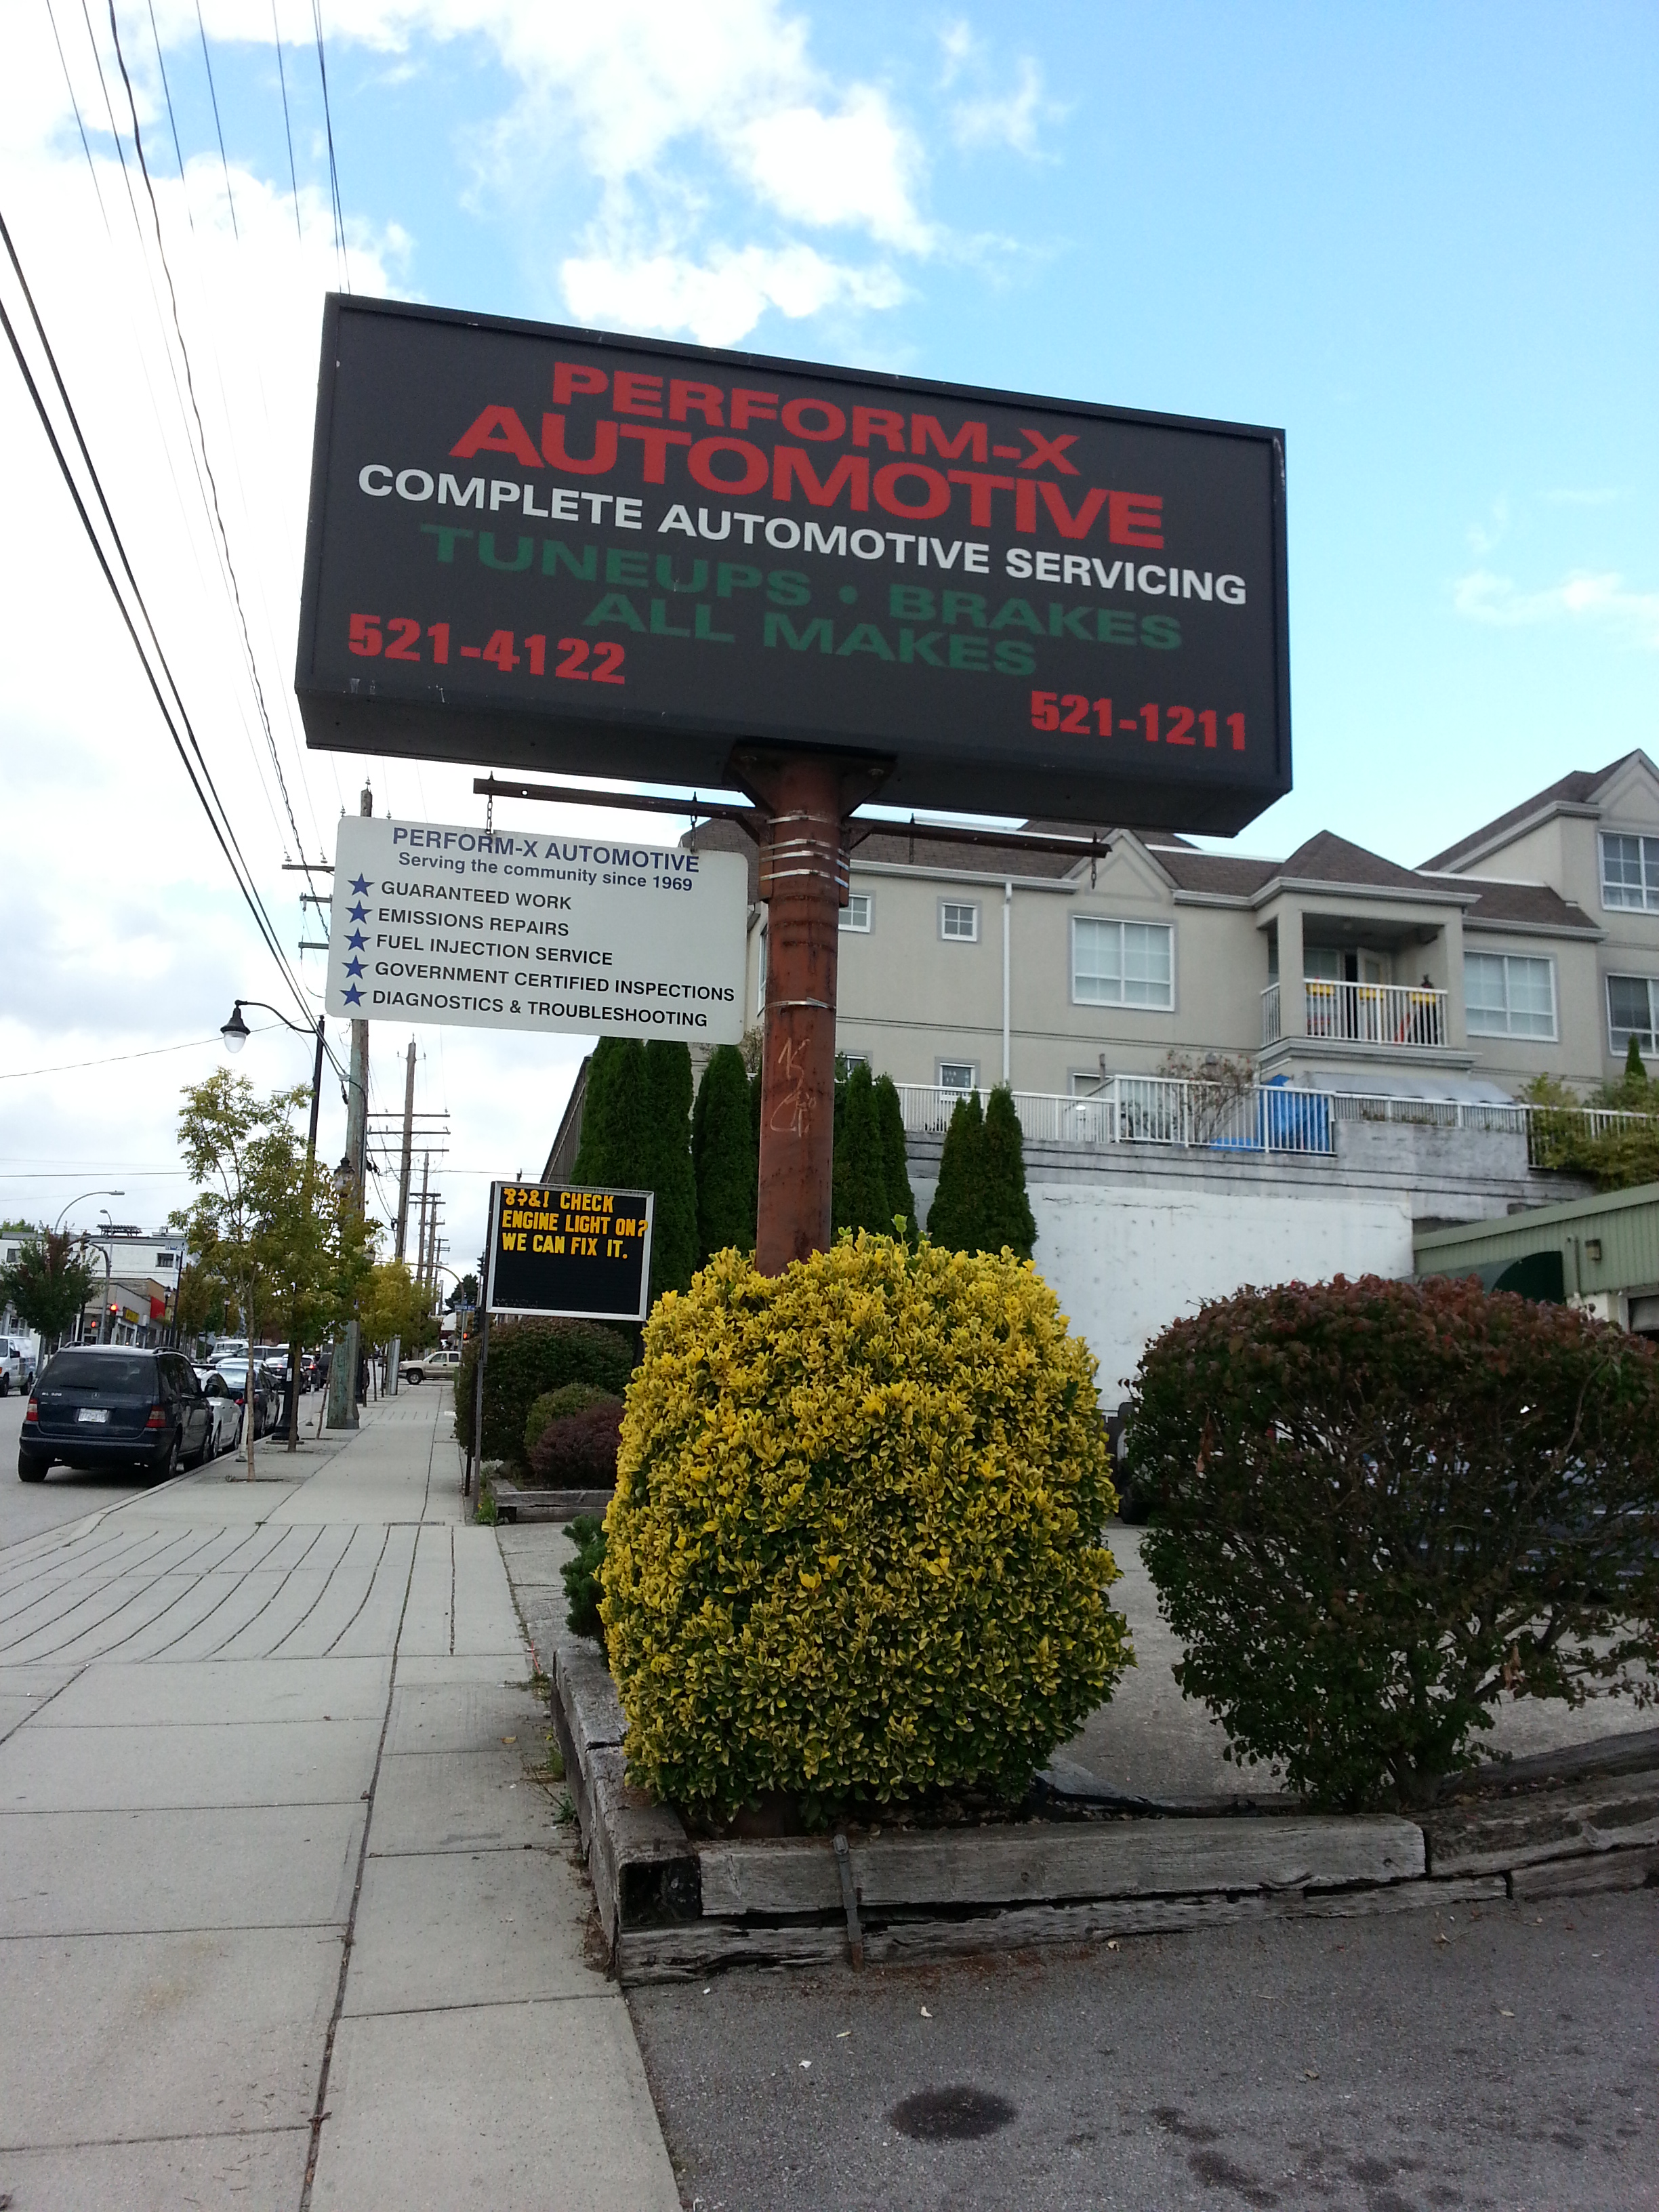 PERFORM-X
AUTOMOTIVE
COMPLETE AUTOMOTIVE SERVICING
TUNEUPS • BRAKES
ALL MAKES
521-4122
521-1211
PERFORM-X AUTOMOTIVE
Serving the community since 1969
★ GUARANTEED WORK
★ EMISSIONS REPAIRS
★ FUEL INJECTION SERVICE
★ GOVERNMENT CERTIFIED INSPECTIONS
★ DIAGNOSTICS & TROUBLESHOOTING
CHECK
ENGINE LIGHT ON?
WE CAN FIX IT.